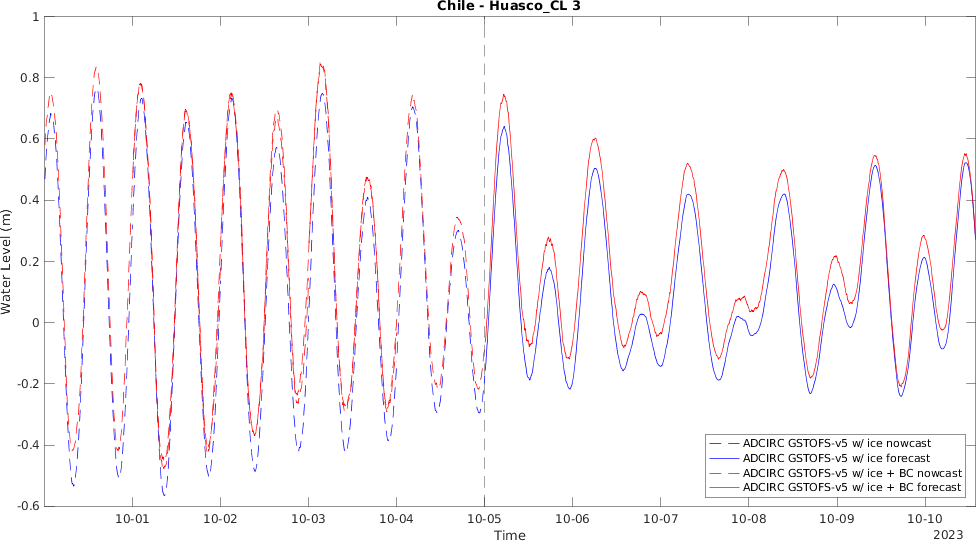 Chile - Huasco_CL 3
1
0.8
0.6
0.4
0.2
0
-0.2
-0.4
-0.6
Water Level (m)
10-01 10-02 10-03 10-04 10-05 10-06 10-07 10-08 10-09 10-10
Time
2023
ADCIRC GSTOFS-v5 w/ ice nowcast
ADCIRC GSTOFS-v5 w/ ice forecast
ADCIRC GSTOFS-v5 w/ ice + BC nowcast
ADCIRC GSTOFS-v5 w/ ice + BC forecast